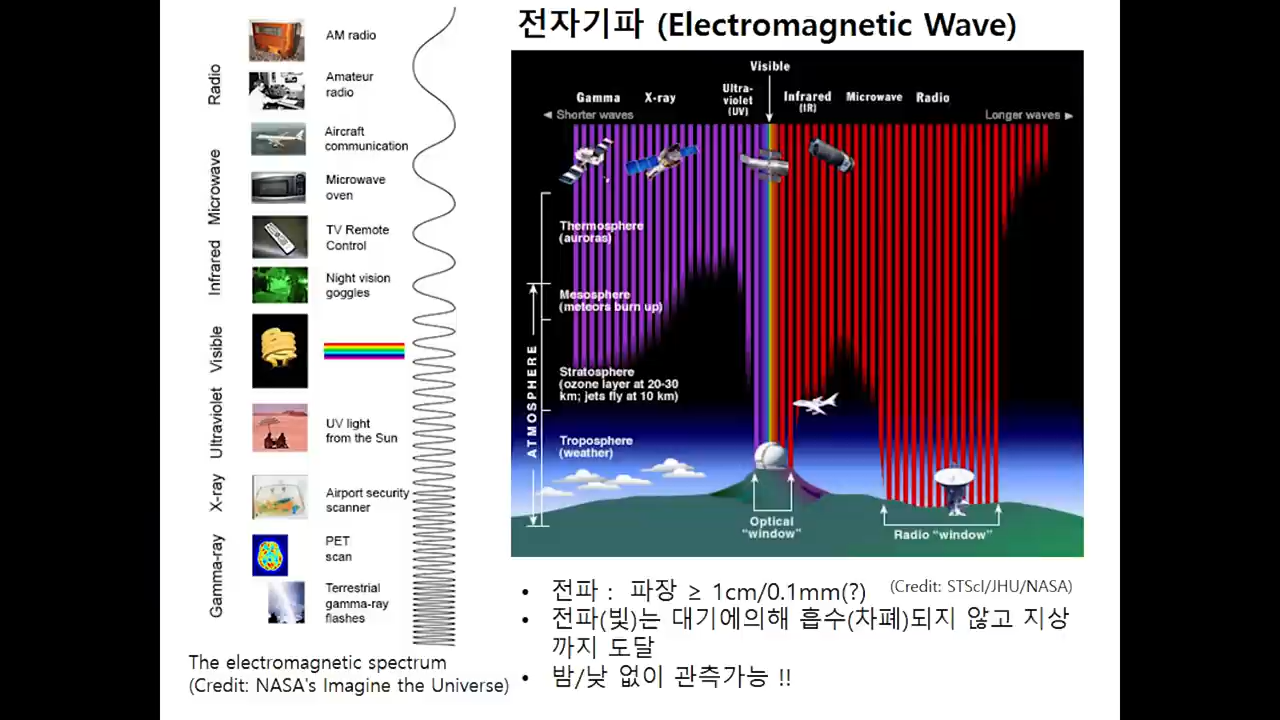 전자기파 (Electromagnetic Wave)
Radio
Microwave
Infrared
Visible
Ultraviolet
X-ray
Gamma-ray
AM radio
Amateur
radio
Aircraft
communication
Microwave
oven
TV Remote
Control
Night vision
goggles
UV light
from the Sun
Airport security
scanner
PET
scan
Terrestrial
gamma-ray
flashes
The electromagnetic spectrum
(Credit: NASA's Imagine the Universe)
Visible
Gamma
X-ray
Ultra-
violet
(UV)
Infrared
(IR)
Microwave
Radio
◄ Shorter waves
Longer waves ►
ATMOSPHERE
Thermosphere
(auroras)
Mesosphere
(meteors burn up)
Stratosphere
(ozone layer at 20-30
km; jets fly at 10 km)
Troposphere
(weather)
Optical
"window"
Radio "window"
• 전파 : 파장 ≥ 1cm/0.1mm(?)
(Credit: STScI/JHU/NASA)
• 전파(빛)는 대기에의해 흡수(차폐)되지 않고 지상
까지 도달
• 밤/낮 없이 관측가능 !!